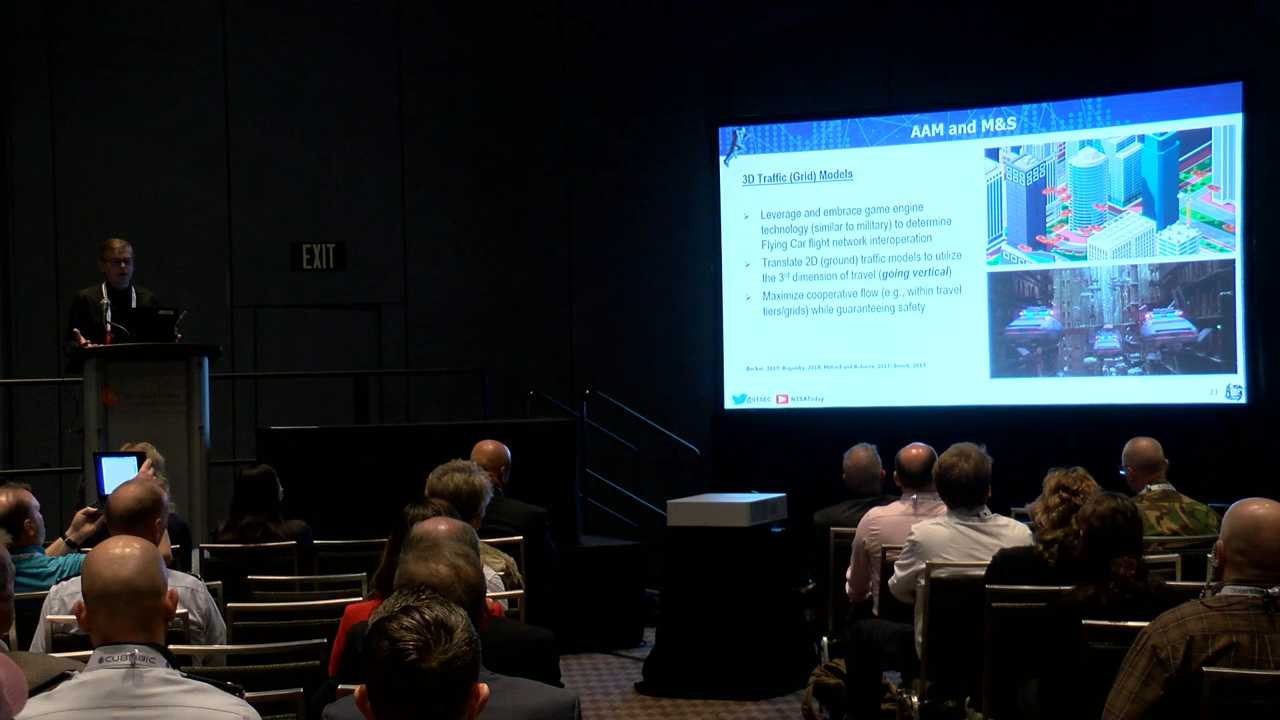 AAM and M&S
3D Traffic (Grid) Models
Leverage and embrace game engine
technology (similar to military) to determine
Flying Car flight network interoperation
Translate 2D (ground) traffic models to utilize
the 3rd dimension of travel (going vertical)
Maximize cooperative flow (e.g., within travel
tiers/grids) while guaranteeing safety
@IITSEC
NTSAToday
23
EXIT
CUBIC